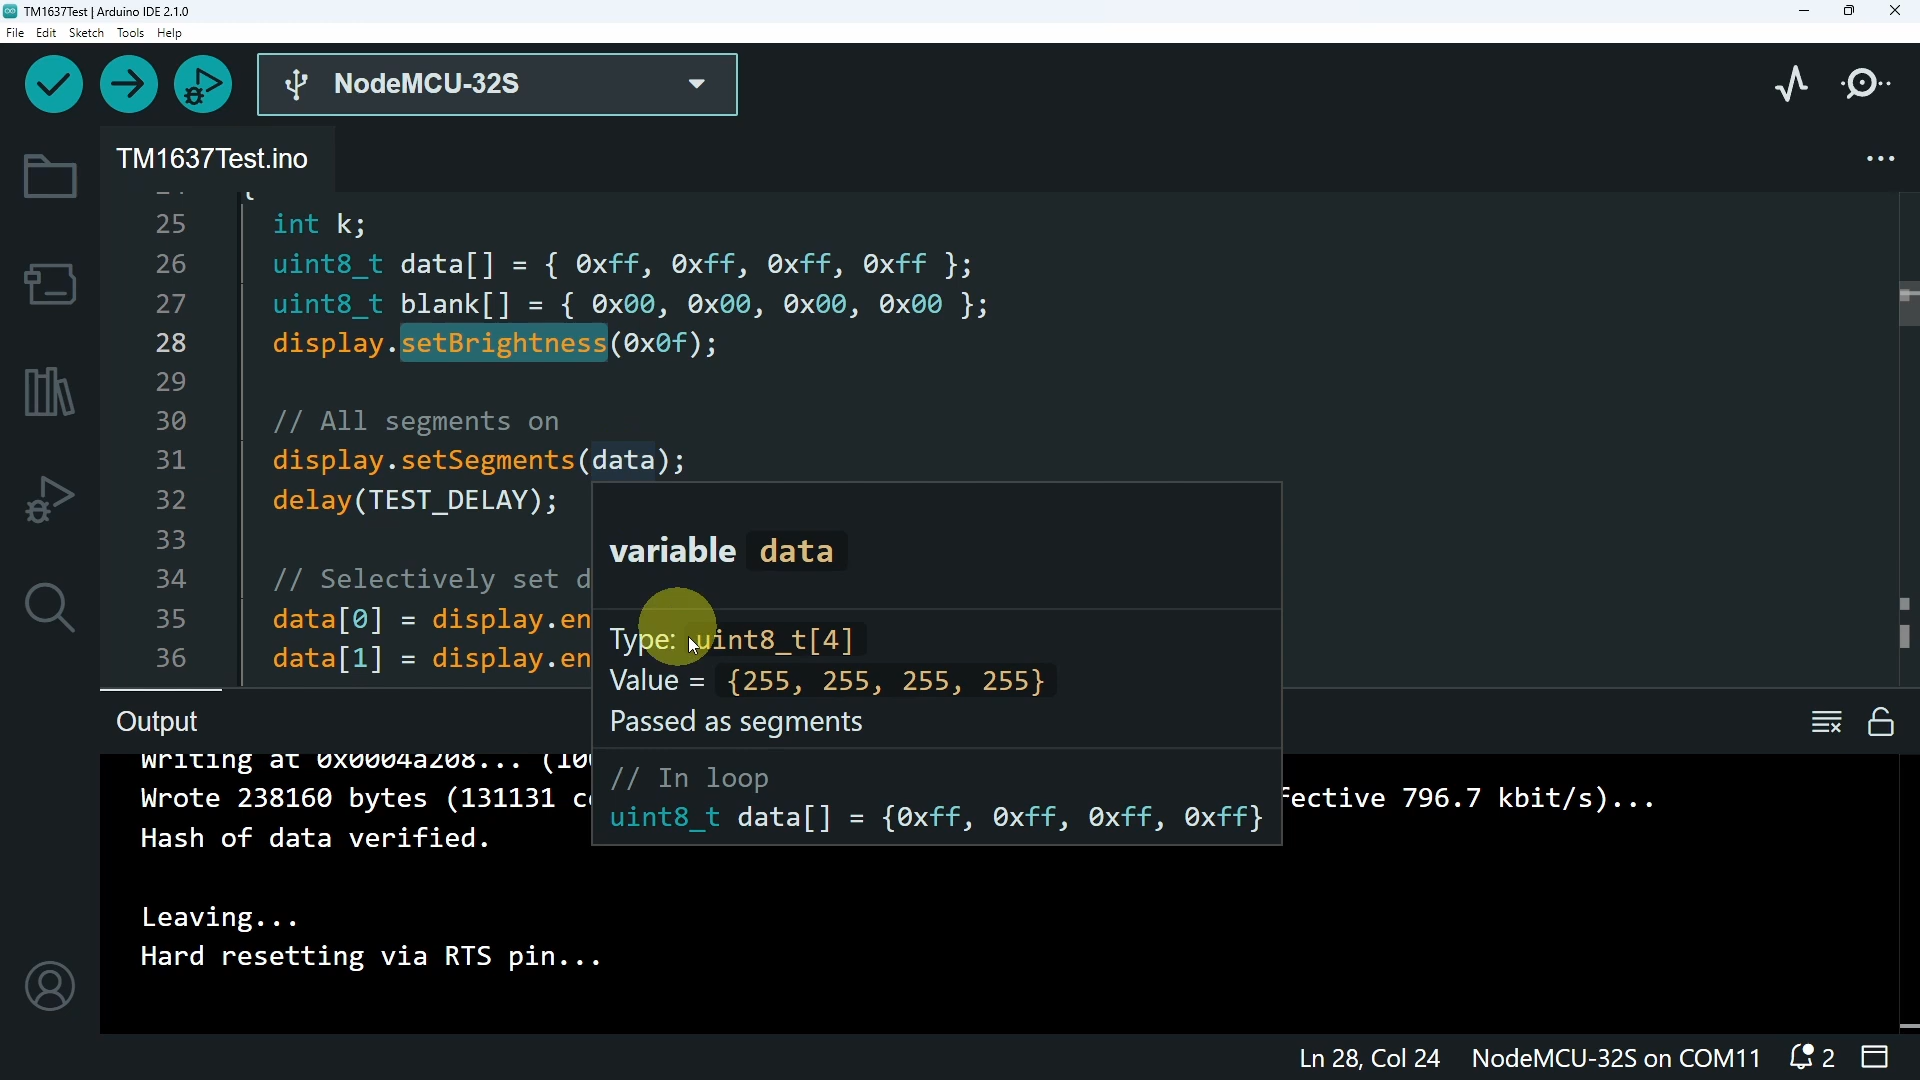 TM1637Test | Arduino IDE 2.1.0
File Edit Sketch Tools Help
NodeMCU-32S
TM1637Test.ino
25 int k;
26 uint8_t data[] = { 0xff, 0xff, 0xff, 0xff };
27 uint8_t blank[] = { 0x00, 0x00, 0x00, 0x00 };
28 display.setBrightness(0x0f);
29
30 // All segments on
31 display.setSegments(data);
32 delay(TEST_DELAY);
33
34 // Selectively set d
35 data[0] = display.en
36 data[1] = display.en
variable data
Type: uint8_t[4]
Value = {255, 255, 255, 255}
Passed as segments
// In loop
uint8_t data[] = {0xff, 0xff, 0xff, 0xff}
Output
Writing at 0x0004a208... (10
Wrote 238160 bytes (131131 c fective 796.7 kbit/s)...
Hash of data verified.
Leaving...
Hard resetting via RTS pin...
Ln 28, Col 24 NodeMCU-32S on COM11 2